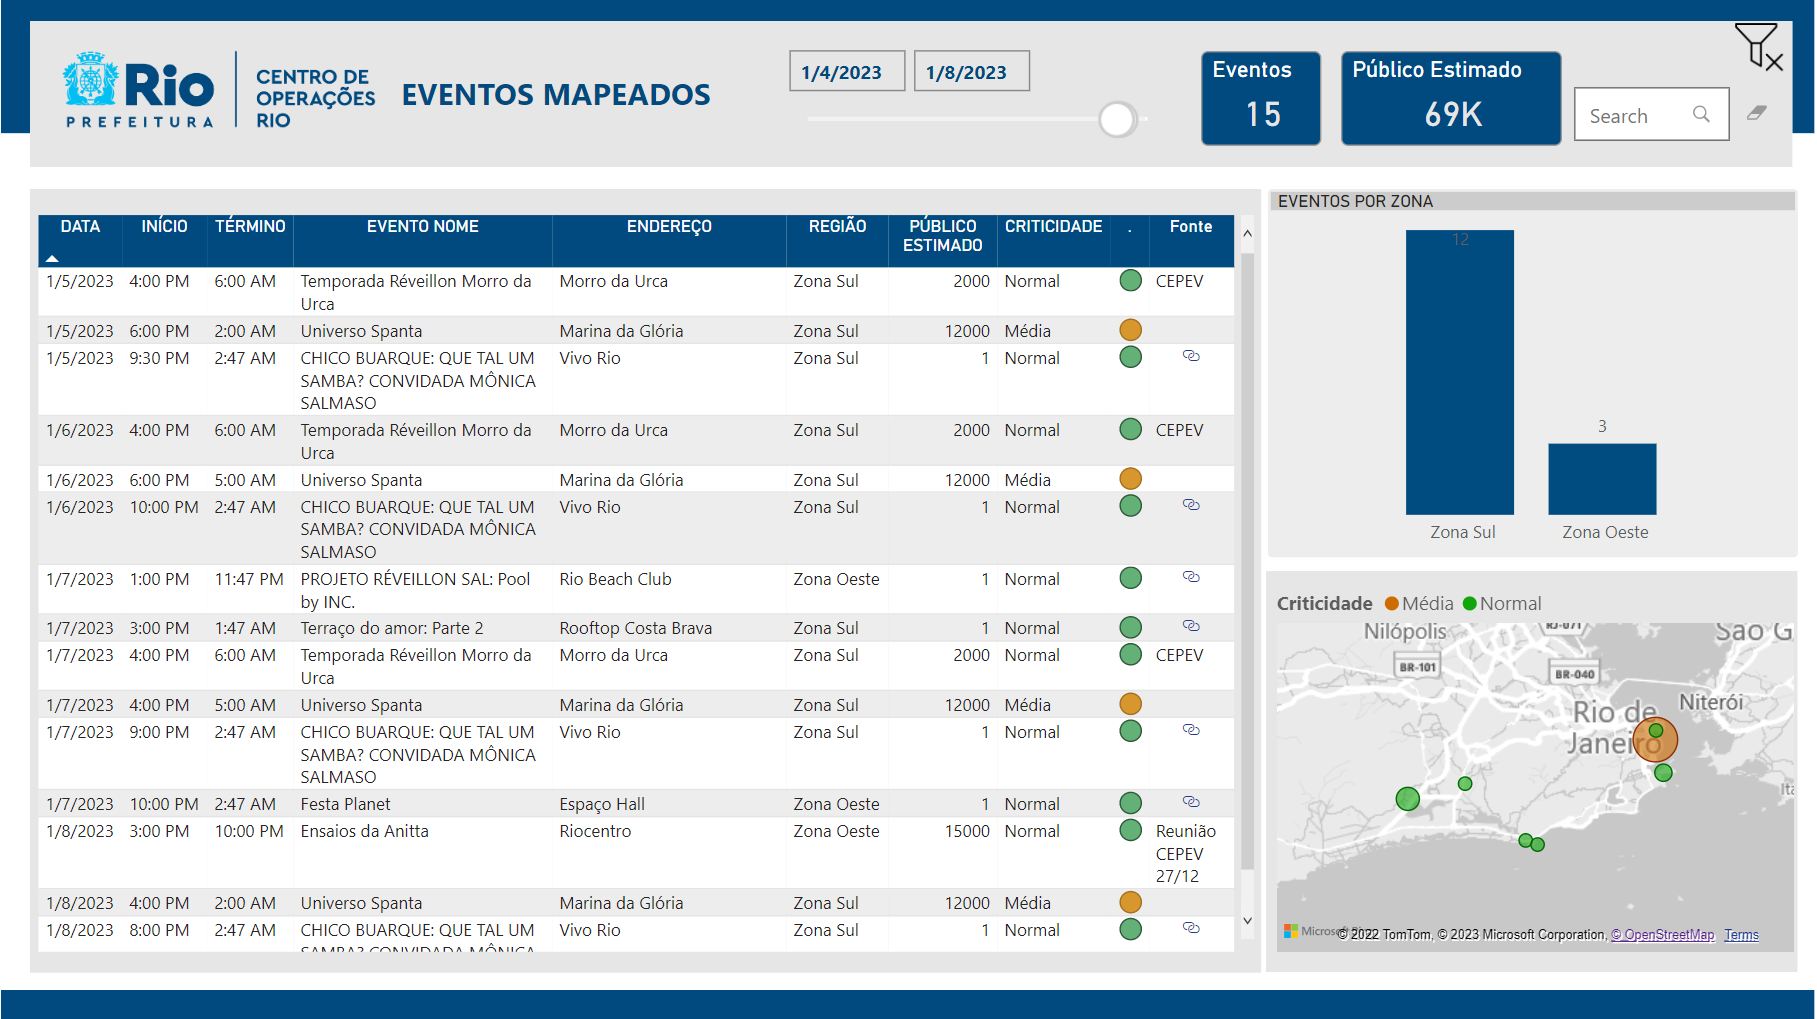 Rio
PREFEITURA
CENTRO DE
OPERAÇÕES
RIO
EVENTOS MAPEADOS
1/4/2023 1/8/2023
Eventos
15
Público Estimado
69K
Search
DATA INÍCIO TÉRMINO EVENTO NOME ENDEREÇO REGIÃO PÚBLICO ESTIMADO CRITICIDADE . Fonte
1/5/2023 4:00 PM 6:00 AM Temporada Réveillon Morro da Morro da Urca Zona Sul 2000 Normal CEPEV
Urca
1/5/2023 6:00 PM 2:00 AM Universo Spanta Marina da Glória Zona Sul 12000 Média
1/5/2023 9:30 PM 2:47 AM CHICO BUARQUE: QUE TAL UM Vivo Rio Zona Sul 1 Normal
SAMBA? CONVIDADA MÔNICA
SALMASO
1/6/2023 4:00 PM 6:00 AM Temporada Réveillon Morro da Morro da Urca Zona Sul 2000 Normal CEPEV
Urca
1/6/2023 6:00 PM 5:00 AM Universo Spanta Marina da Glória Zona Sul 12000 Média
1/6/2023 10:00 PM 2:47 AM CHICO BUARQUE: QUE TAL UM Vivo Rio Zona Sul 1 Normal
SAMBA? CONVIDADA MÔNICA
SALMASO
1/7/2023 1:00 PM 11:47 PM PROJETO RÉVEILLON SAL: Pool Rio Beach Club Zona Oeste 1 Normal
by INC.
1/7/2023 3:00 PM 1:47 AM Terraço do amor: Parte 2 Rooftop Costa Brava Zona Sul 1 Normal
1/7/2023 4:00 PM 6:00 AM Temporada Réveillon Morro da Morro da Urca Zona Sul 2000 Normal CEPEV
Urca
1/7/2023 4:00 PM 5:00 AM Universo Spanta Marina da Glória Zona Sul 12000 Média
1/7/2023 9:00 PM 2:47 AM CHICO BUARQUE: QUE TAL UM Vivo Rio Zona Sul 1 Normal
SAMBA? CONVIDADA MÔNICA
SALMASO
1/7/2023 10:00 PM 2:47 AM Festa Planet Espaço Hall Zona Oeste 1 Normal
1/8/2023 3:00 PM 10:00 PM Ensaios da Anitta Riocentro Zona Oeste 15000 Normal Reunião
CEPEV
27/12
1/8/2023 4:00 PM 2:00 AM Universo Spanta Marina da Glória Zona Sul 12000 Média
1/8/2023 8:00 PM 2:47 AM CHICO BUARQUE: QUE TAL UM Vivo Rio Zona Sul 1 Normal
SAMBA? CONVIDADA MÔNICA
EVENTOS POR ZONA
12
3
Zona Sul Zona Oeste
Criticidade Média Normal
Nilópolis RJ-071 Sao G
BR-101 BR-040
Niterói
Rio de
Janeiro
Ita
© 2022 TomTom, © 2023 Microsoft Corporation, © OpenStreetMap Terms